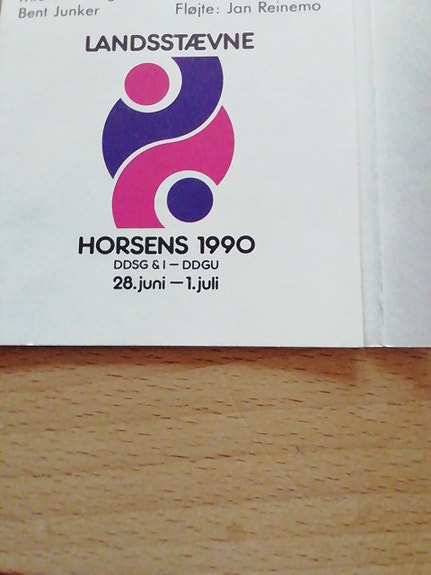 Bent Junker
Fløjte: Jan Reinemo
LANDSSTÆVNE
HORSENS 1990
DDSG & I — DDGU
28. juni — 1. juli